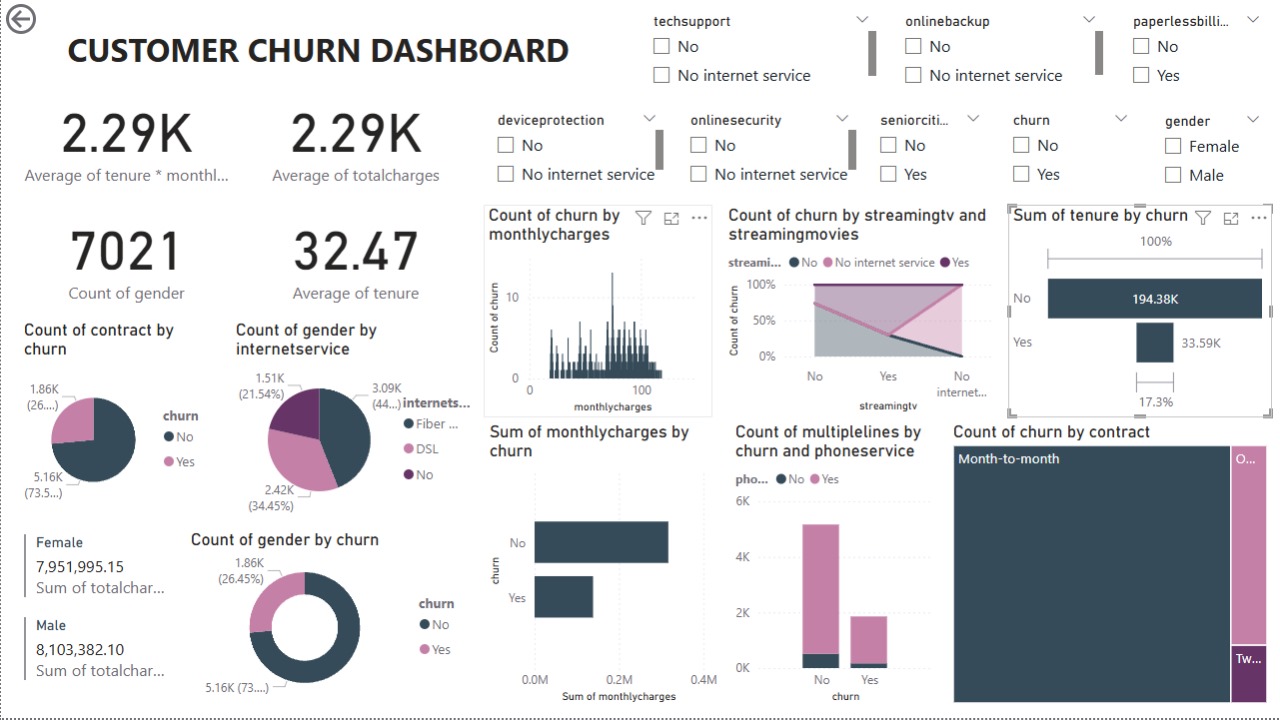 CUSTOMER CHURN DASHBOARD
techsupport
No
No internet service
onlinebackup
No
No internet service
paperlessbilli...
No
Yes
2.29K
Average of tenure * monthl...
2.29K
Average of totalcharges
deviceprotection
No
No internet service
onlinesecurity
No
No internet service
seniorciti...
No
Yes
churn
No
Yes
gender
Female
Male
7021
Count of gender
32.47
Average of tenure
Count of churn by
monthlycharges
Count of churn
10
0
0
100
monthlycharges
Count of churn by streamingtv and
streamingmovies
streami...
No
No internet service
Yes
Count of churn
100%
50%
0%
No
Yes
No
internet...
streamingtv
Sum of tenure by churn
100%
No
194.38K
Yes
33.59K
17.3%
Count of contract by
churn
1.86K
(26....)
5.16K
(73.5...)
churn
No
Yes
Count of gender by
internetservice
1.51K
(21.54%)
3.09K
(44...)
2.42K
(34.45%)
internets...
Fiber ...
DSL
No
Sum of monthlycharges by
churn
churn
No
Yes
0.0M
0.2M
0.4M
Sum of monthlycharges
Count of multiplelines by
churn and phoneservice
pho...
No
Yes
6K
4K
2K
0K
No
Yes
churn
Count of churn by contract
Month-to-month
O...
Tw...
Female
7,951,995.15
Sum of totalchar...
Male
8,103,382.10
Sum of totalchar...
Count of gender by churn
1.86K
(26.45%)
5.16K (73....)
churn
No
Yes